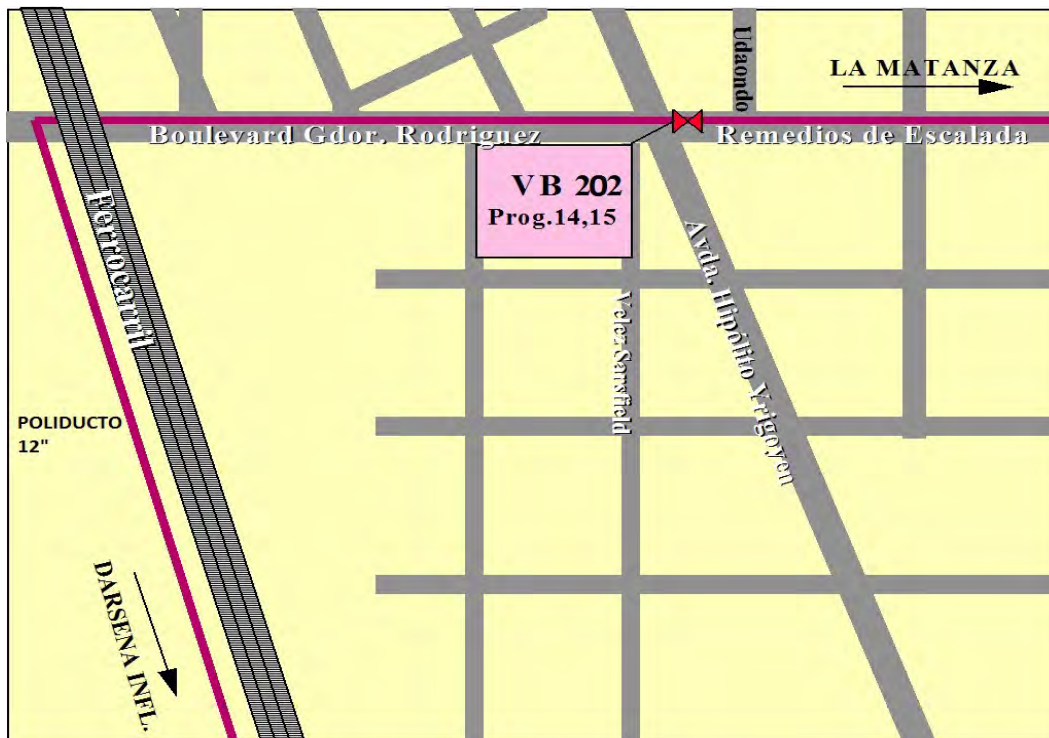 Udaondo
LA MATANZA
Boulevard Gdor. Rodriguez
Remedios de Escalada
VB 202
Prog.14,15
Ferrocarril
Velez Sarsfield
Avda. Hipólito Yrigoyen
POLIDUCTO
12"
DARSENA INFL.